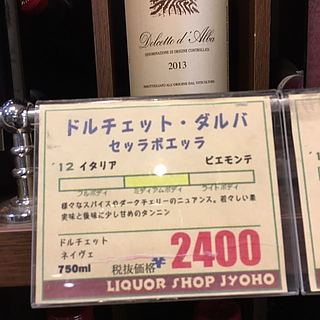 Dolcetto d'Alba
DENOMINAZIONE DI ORIGINE CONTROLLATA
2013
ドルチェット・ダルバ
セッラボエッラ
'12 イタリア ピエモンテ
フルボディ ミディアムボディ ライトボディ
様々なスパイスやダークチェリーのニュアンス。若々しい果
実味と後味に少し甘めのタンニン
ドルチェット
ネイヴェ
750ml 税抜価格 ¥2400
LIQUOR SHOP JYOHO